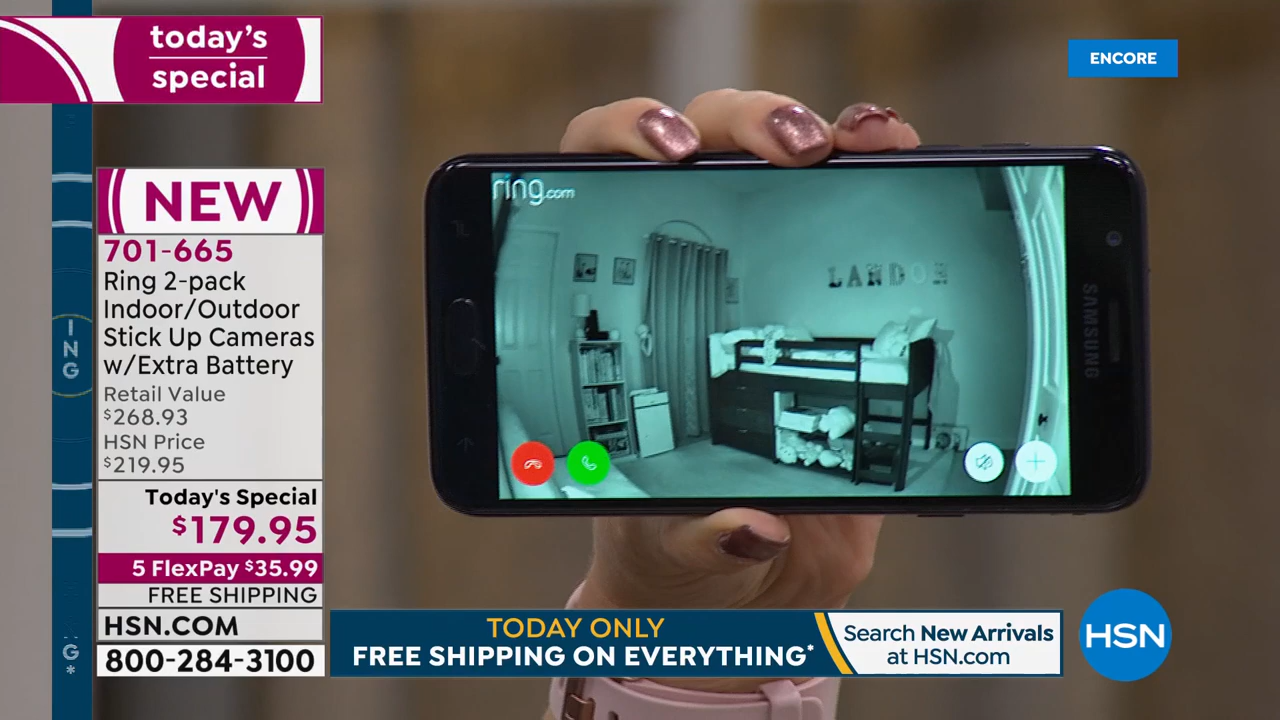 today's
special
ENCORE
NEW
701-665
Ring 2-pack
Indoor/Outdoor
Stick Up Cameras
w/Extra Battery
Retail Value
$268.93
HSN Price
$219.95
Today's Special
$179.95
5 FlexPay $35.99
FREE SHIPPING
HSN.COM
800-284-3100
ring.com
LANDON
SAMSUNG
I
N
G
G
*
TODAY ONLY
FREE SHIPPING ON EVERYTHING*
Search New Arrivals
at HSN.com
HSN